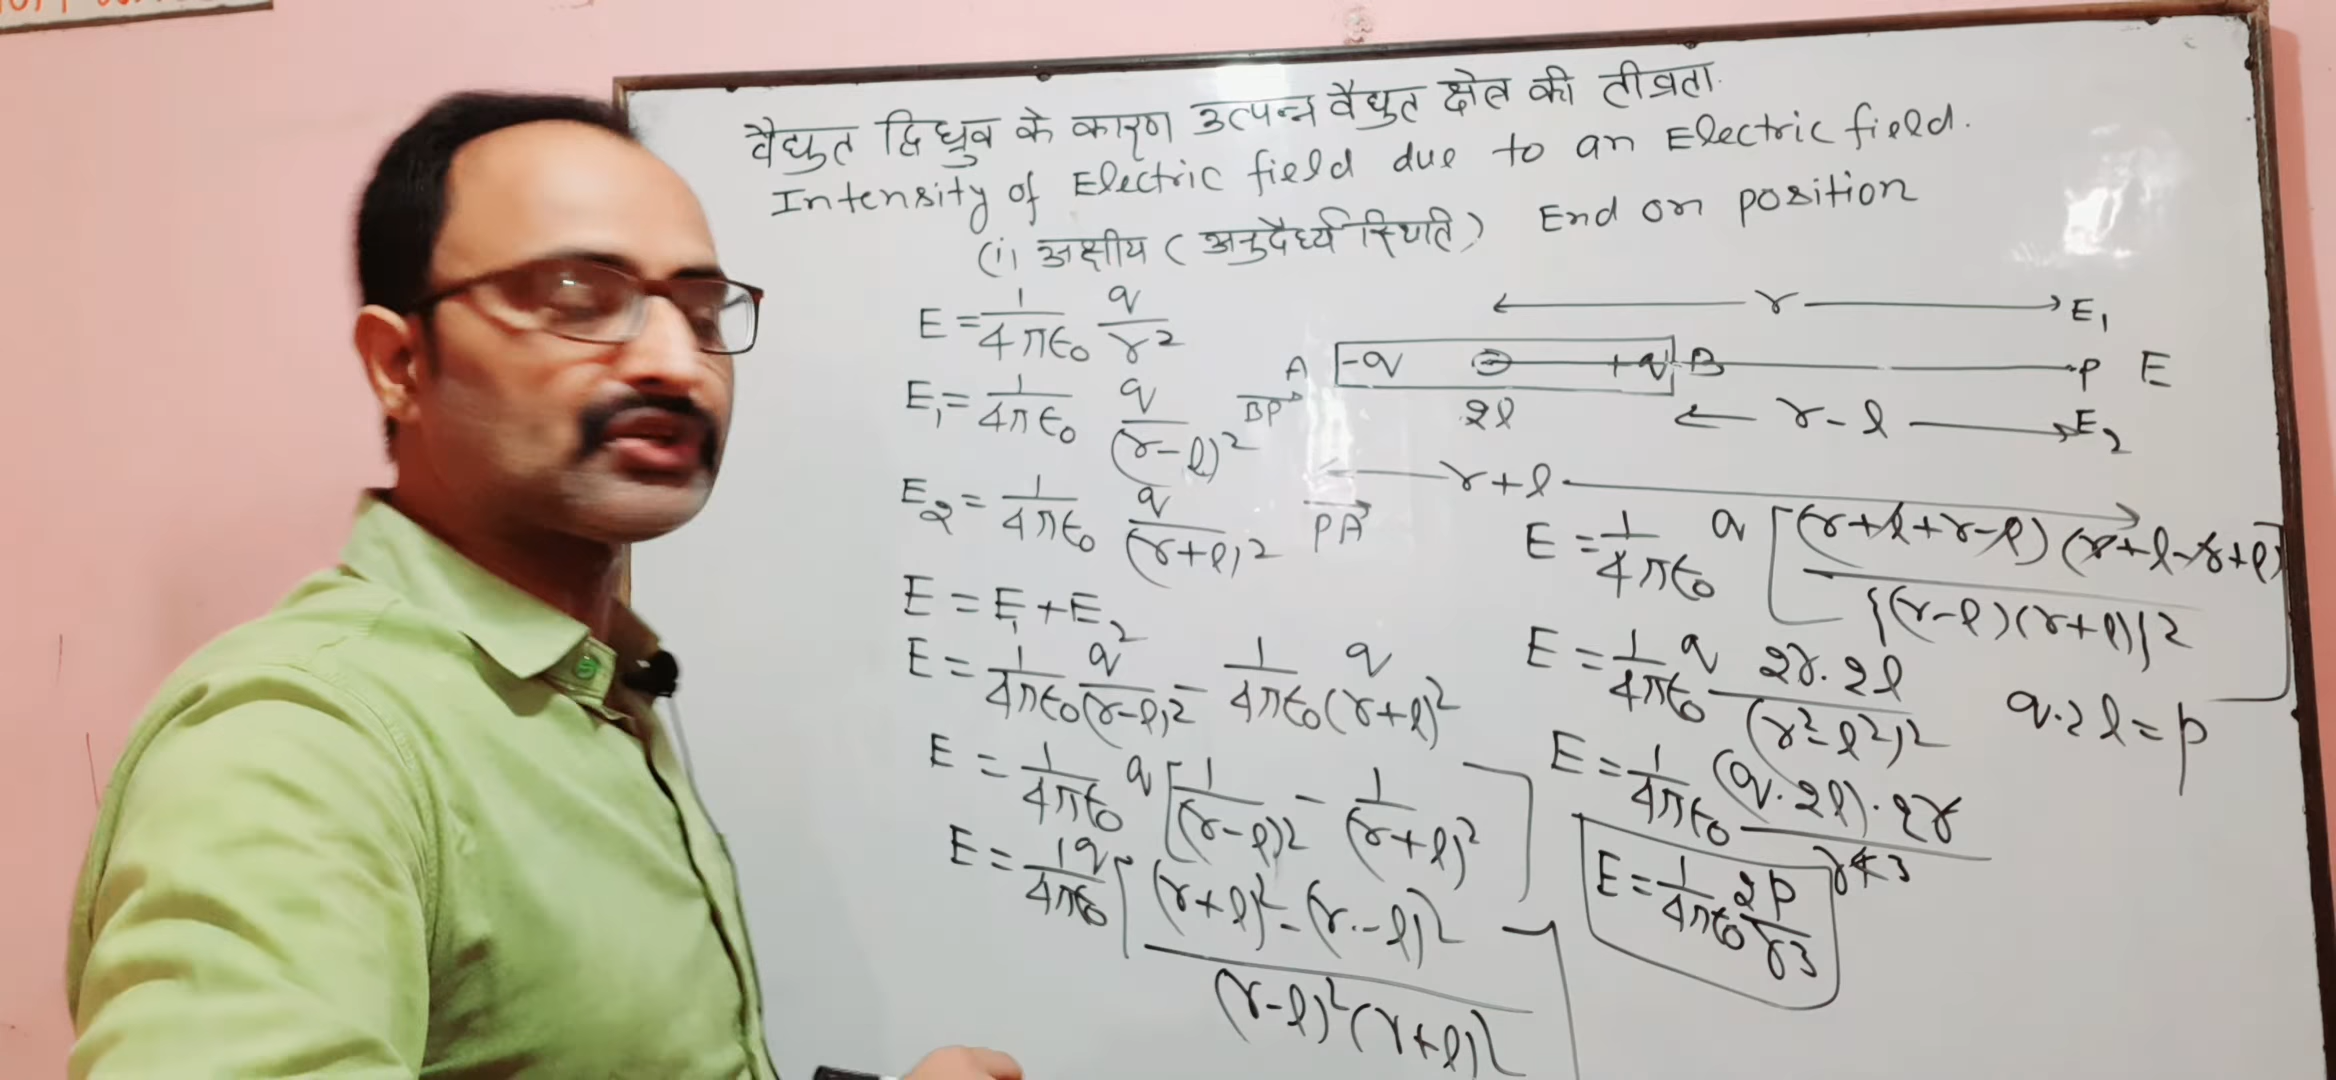 वैद्युत द्विध्रुव के कारण उत्पन्न वैद्युत क्षेत्र की तीव्रता.
Intensity of Electric field due to an Electric field.
(i) अक्षीय ( अनुदैर्ध्य स्थिति ) End on position
E = 1/4πϵ₀ q/r²
E₁ = 1/4πϵ₀ q/(r-l)² BP
E₂ = 1/4πϵ₀ q/(r+l)² PA
E = E₁ + E₂
E = 1/4πϵ₀ q/(r-l)² - 1/4πϵ₀ q/(r+l)²
E = 1/4πϵ₀ q [1/(r-l)² - 1/(r+l)²]
E = 1q/4πϵ₀ [(r+l)² - (r-l)² / (r-l)²(r+l)²]
r E₁
A -q +q B P E
2l r-l E₂
r+l
E = 1/4πϵ₀ q [(r+l+r-l)(r+l-r+l) / {(r-l)(r+l)}²]
E = 1/4πϵ₀ q 2r.2l/(r²-l²)² q.2l = p
E = 1/4πϵ₀ (q.2l).2r/r⁴ 3
E = 1/4πϵ₀ 2p/r³